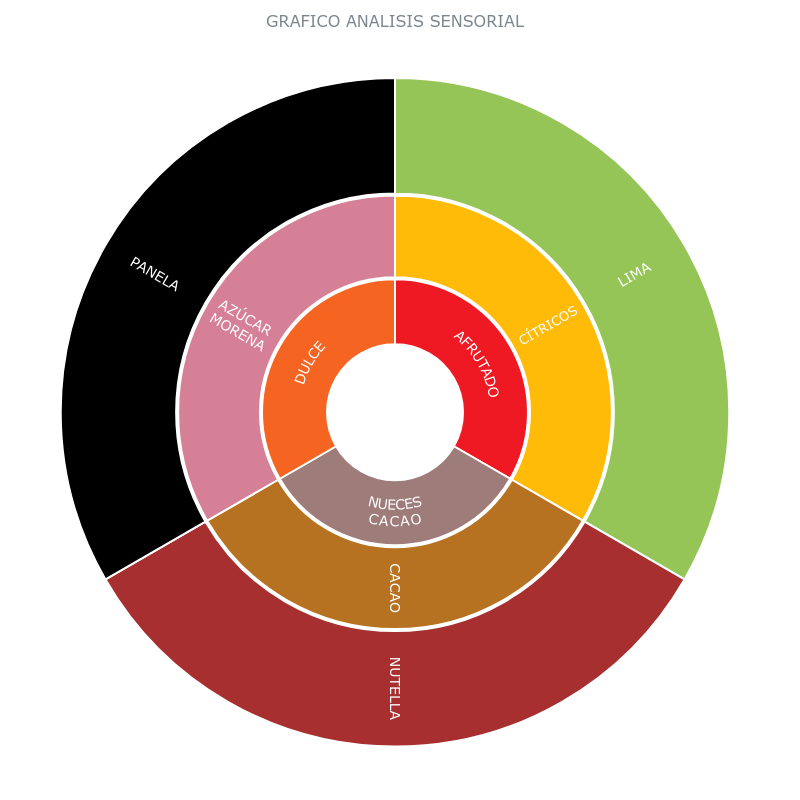 GRAFICO ANALISIS SENSORIAL
AFRUTADO
CÍTRICOS
LIMA
NUECES
CACAO
CACAO
NUTELLA
DULCE
AZÚCAR
MORENA
PANELA